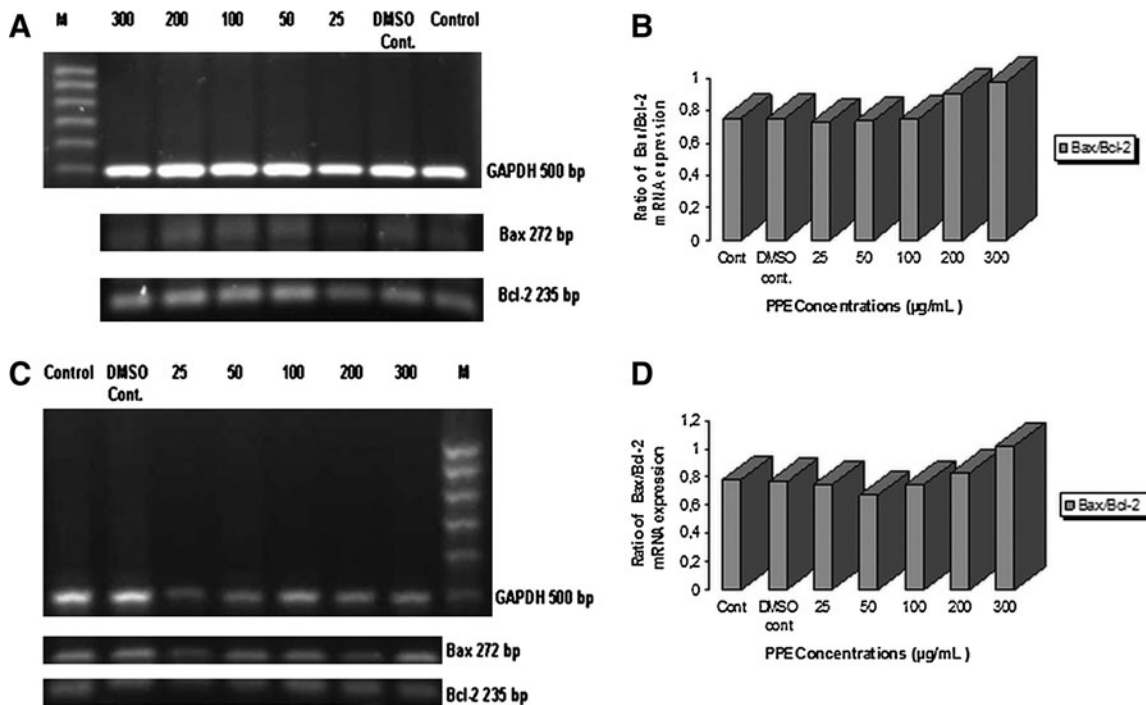 A
M 300 200 100 50 25 DMSO Cont. Control
GAPDH 500 bp
Bax 272 bp
Bcl-2 235 bp
B
Ratio of Bax/Bcl-2
mRNA expression
1
0,8
0,6
0,4
0,2
0
Cont DMSO cont. 25 50 100 200 300
PPE Concentrations (µg/mL )
Bax/Bcl-2
C
Control DMSO Cont. 25 50 100 200 300 M
GAPDH 500 bp
Bax 272 bp
Bcl-2 235 bp
D
Ratio of Bax/Bcl-2
mRNA expression
1,2
1
0,8
0,6
0,4
0,2
0
Cont DMSO cont 25 50 100 200 300
PPE Concentrations (µg/mL )
Bax/Bcl-2